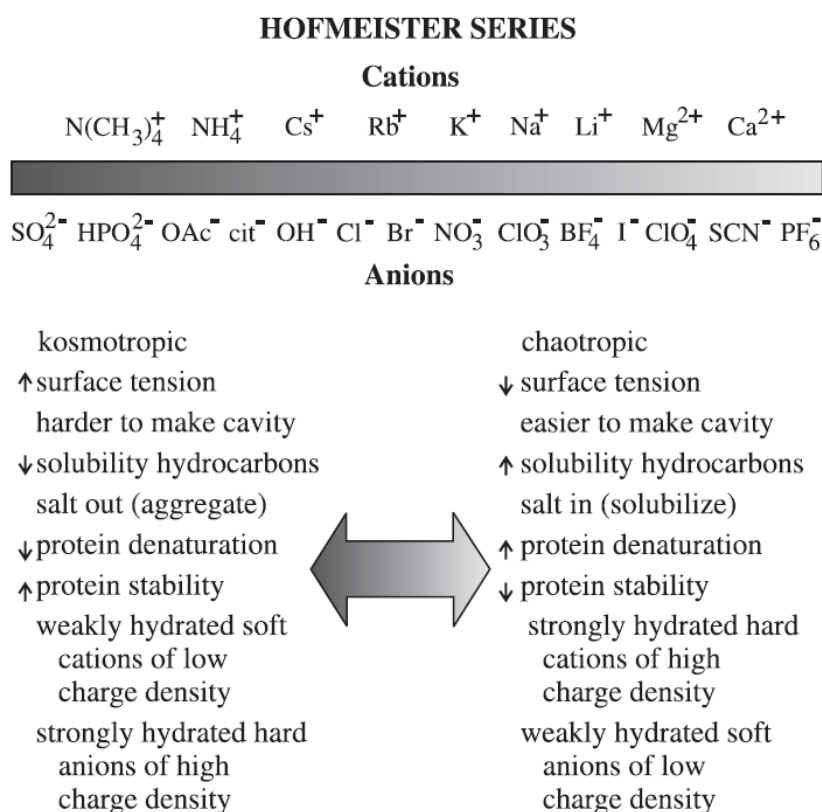 HOFMEISTER SERIES
Cations
N(CH₃)₄⁺ NH₄⁺ Cs⁺ Rb⁺ K⁺ Na⁺ Li⁺ Mg²⁺ Ca²⁺
SO₄²⁻ HPO₄²⁻ OAc⁻ cit⁻ OH⁻ Cl⁻ Br⁻ NO₃⁻ ClO₃⁻ BF₄⁻ I⁻ ClO₄⁻ SCN⁻ PF₆⁻
Anions
kosmotropic
↑surface tension
harder to make cavity
↓solubility hydrocarbons
salt out (aggregate)
↓protein denaturation
↑protein stability
weakly hydrated soft
cations of low
charge density
strongly hydrated hard
anions of high
charge density
chaotropic
↓ surface tension
easier to make cavity
↑ solubility hydrocarbons
salt in (solubilize)
↑ protein denaturation
↓ protein stability
strongly hydrated hard
cations of high
charge density
weakly hydrated soft
anions of low
charge density